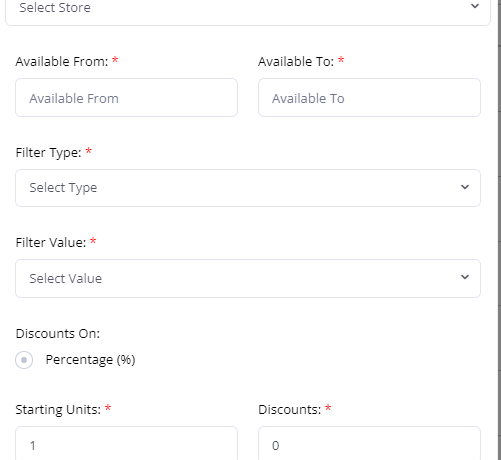 Select Store
Available From: * Available To: *
Available From Available To
Filter Type: *
Select Type
Filter Value: *
Select Value
Discounts On:
Percentage (%)
Starting Units: * Discounts: *
1 0